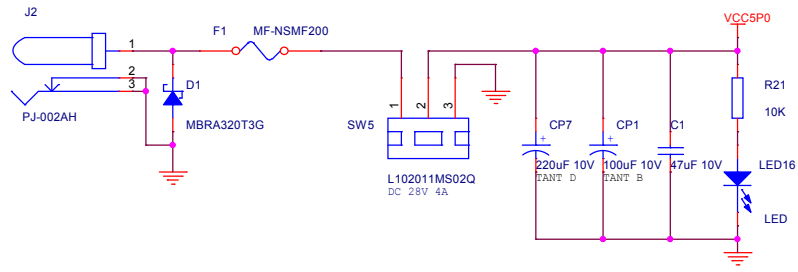 J2
1
2
3
PJ-002AH
D1
MBRA320T3G
F1 MF-NSMF200
1 2 3
SW5
L102011MS02Q
DC 28V 4A
VCC5P0
CP7
220uF 10V
TANT D
CP1
100uF 10V
TANT B
C1
47uF 10V
R21
10K
LED16
LED